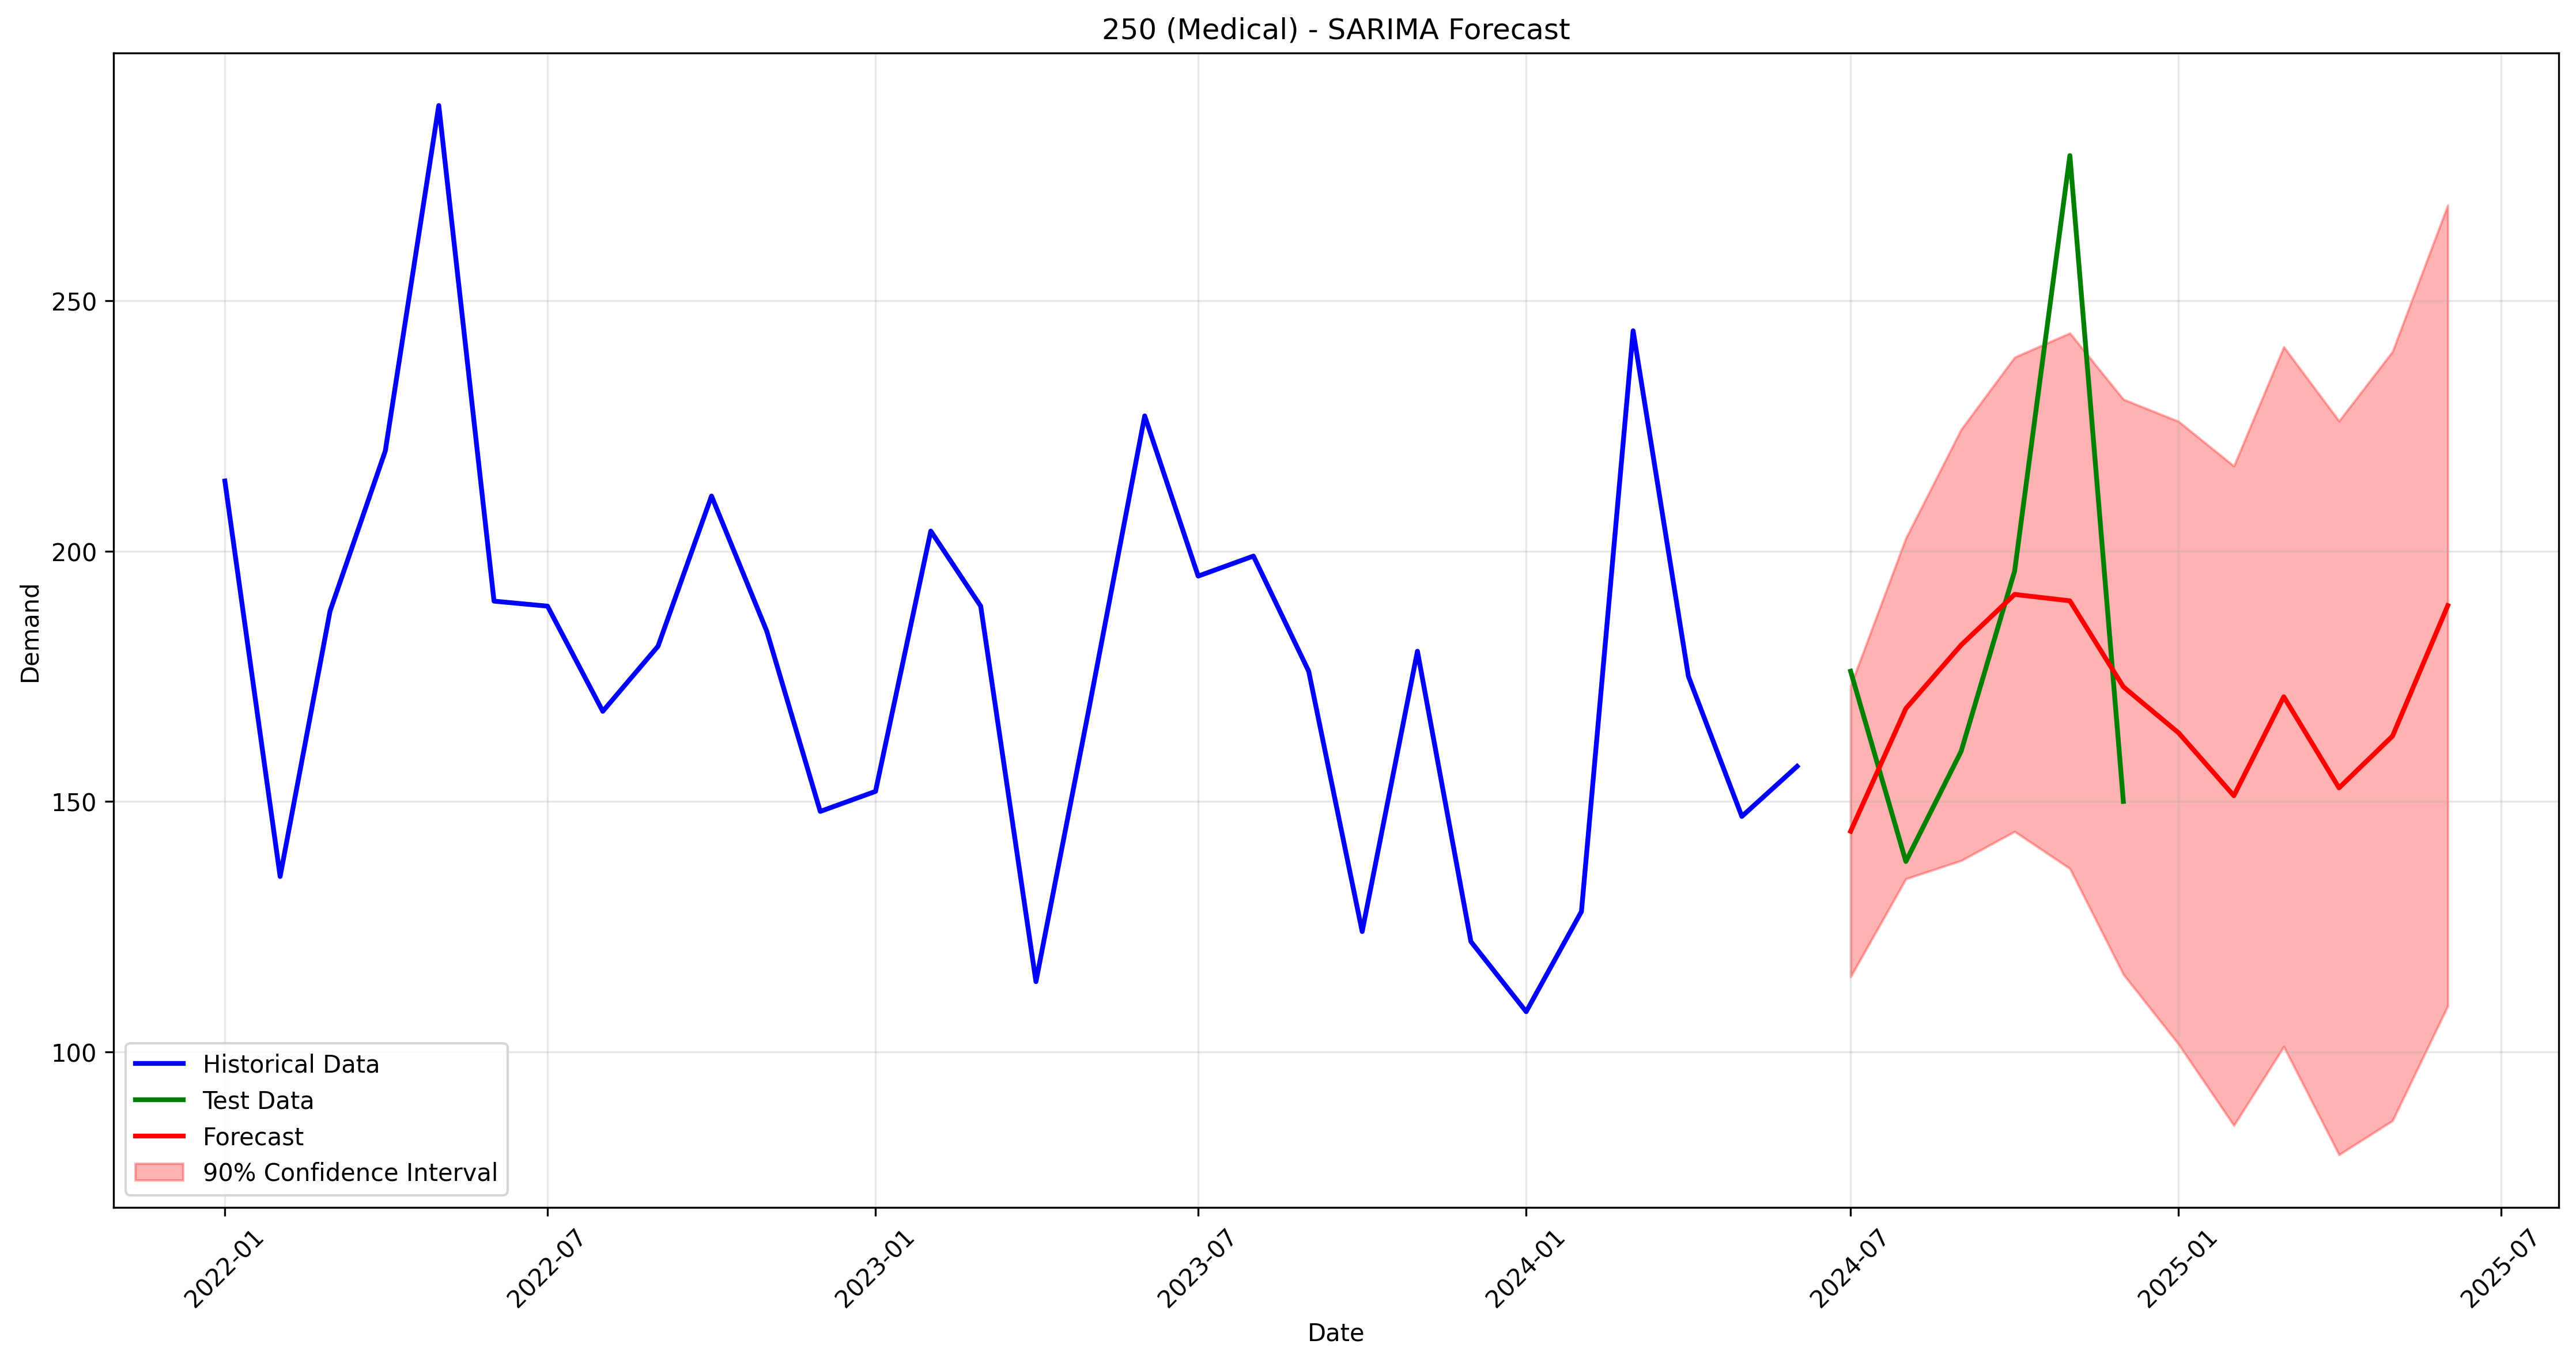 250 (Medical) - SARIMA Forecast
Demand
250
200
150
100
Historical Data
Test Data
Forecast
90% Confidence Interval
2022-01
2022-07
2023-01
2023-07
2024-01
2024-07
2025-01
2025-07
Date